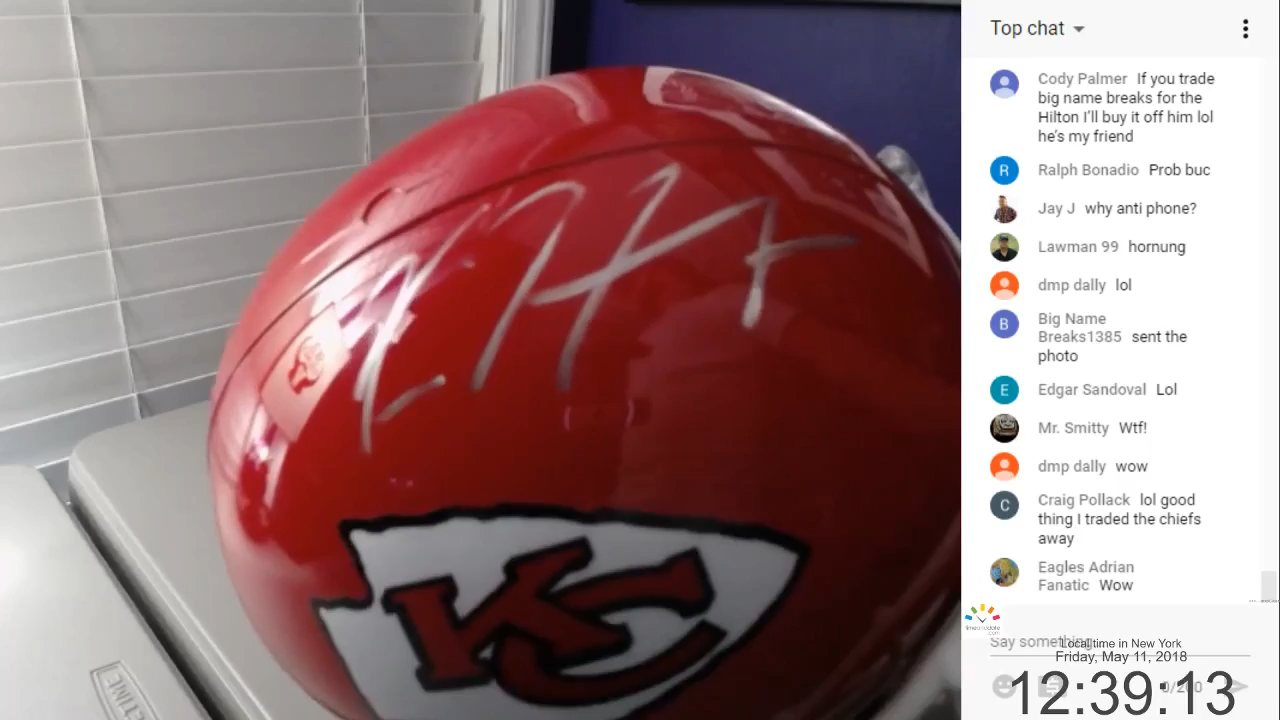 KC
LIFETIME
Top chat
Cody Palmer If you trade
big name breaks for the
Hilton I'll buy it off him lol
he's my friend
R Ralph Bonadio Prob buc
Jay J why anti phone?
Lawman 99 hornung
dmp dally lol
B Big Name
Breaks1385 sent the
photo
E Edgar Sandoval Lol
Mr. Smitty Wtf!
dmp dally wow
C Craig Pollack lol good
thing I traded the chiefs
away
Eagles Adrian
Fanatic Wow
Say something...
Local time in New York
Friday, May 11, 2018
12:39:13